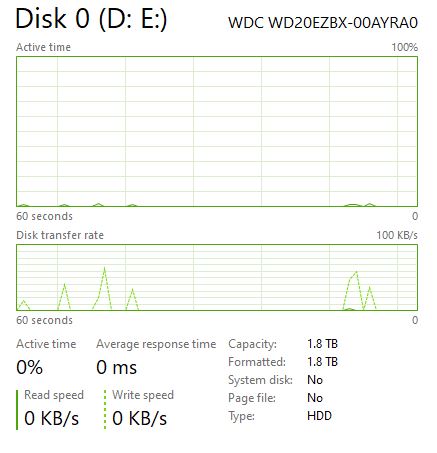 Disk 0 (D: E:) WDC WD20EZBX-00AYRA0
Active time 100%
60 seconds 0
Disk transfer rate 100 KB/s
60 seconds 0
Active time Average response time
0% 0 ms
Read speed Write speed
0 KB/s 0 KB/s
Capacity: 1.8 TB
Formatted: 1.8 TB
System disk: No
Page file: No
Type: HDD